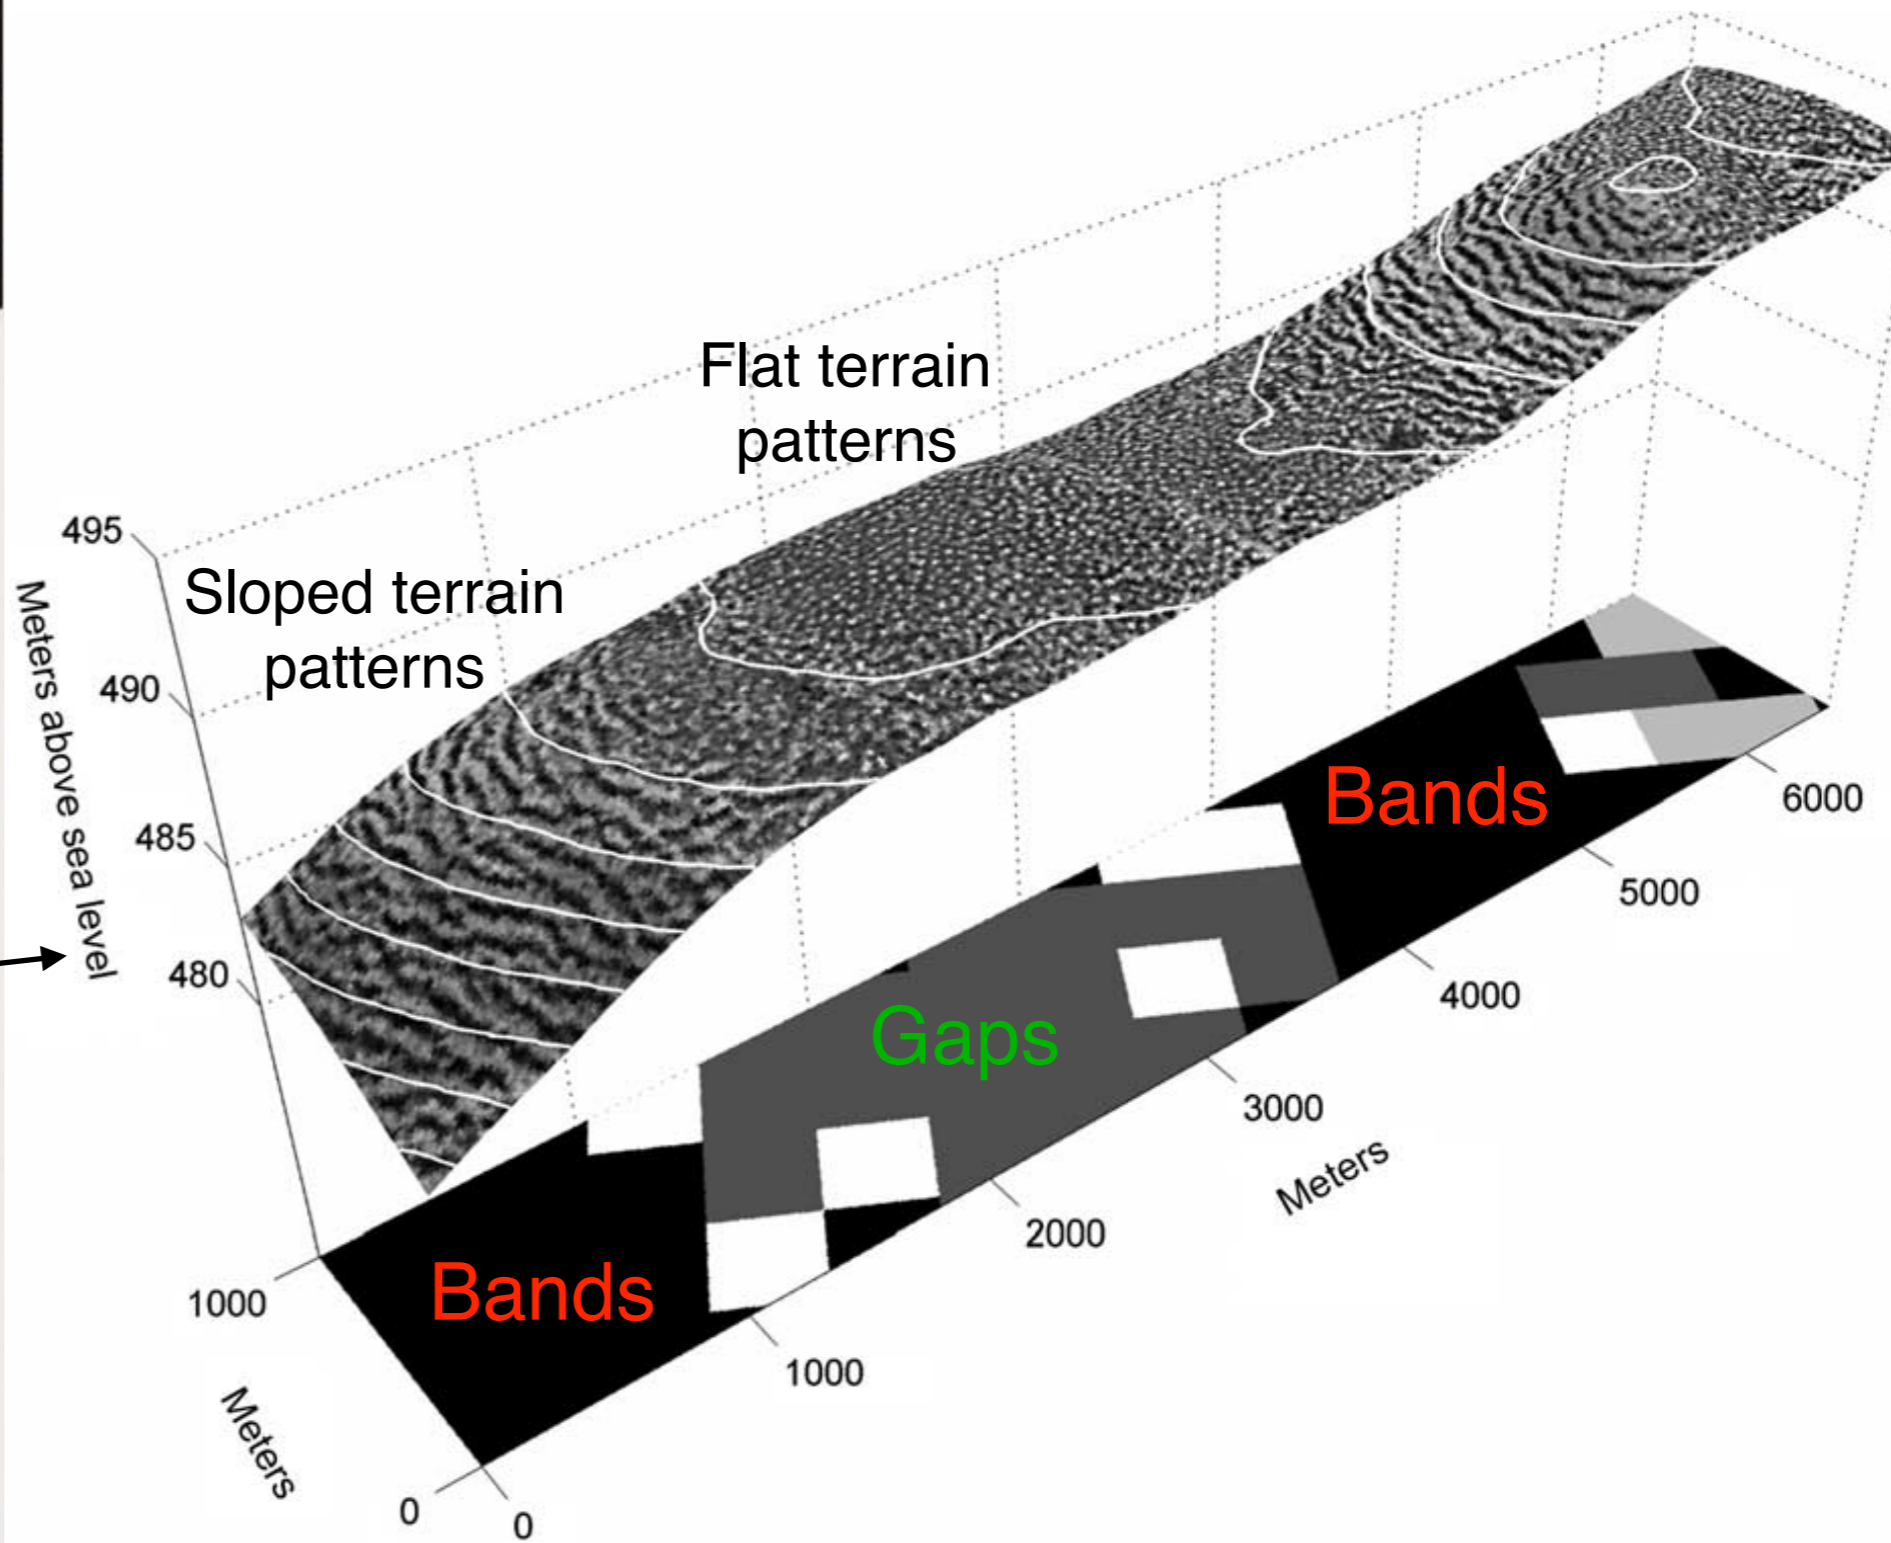 Flat terrain
patterns
Sloped terrain
patterns
495
490
485
480
Meters above sea level
Bands
Gaps
Bands
6000
5000
4000
3000
2000
1000
0
Meters
1000
0
Meters